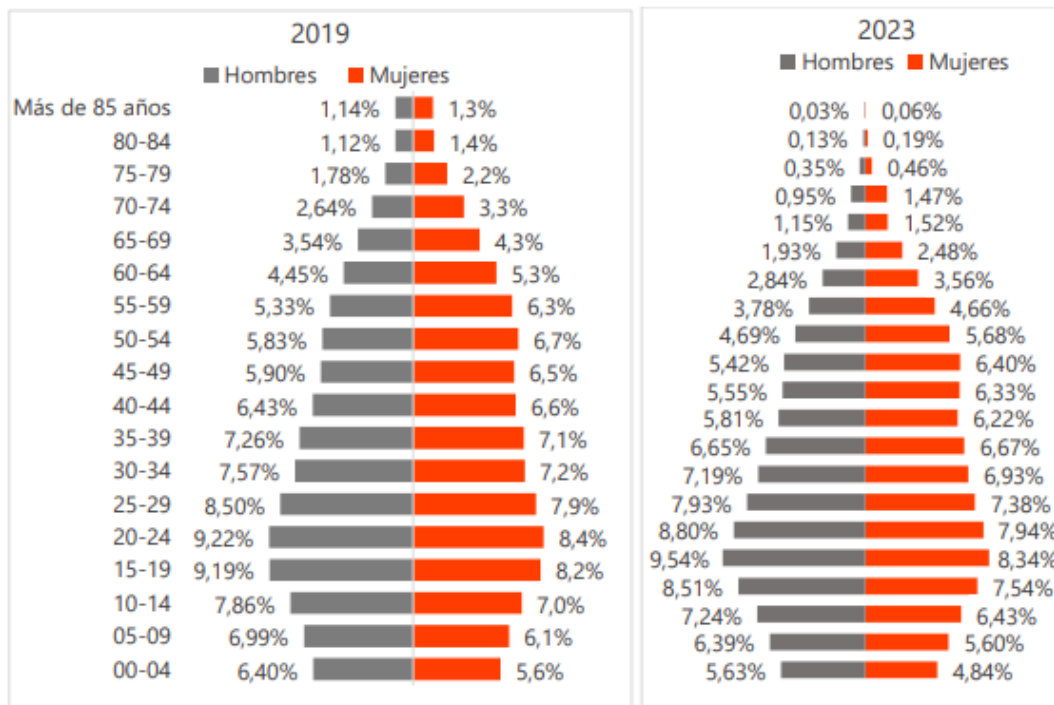 2019
Hombres Mujeres
Más de 85 años 1,14% 1,3%
80-84 1,12% 1,4%
75-79 1,78% 2,2%
70-74 2,64% 3,3%
65-69 3,54% 4,3%
60-64 4,45% 5,3%
55-59 5,33% 6,3%
50-54 5,83% 6,7%
45-49 5,90% 6,5%
40-44 6,43% 6,6%
35-39 7,26% 7,1%
30-34 7,57% 7,2%
25-29 8,50% 7,9%
20-24 9,22% 8,4%
15-19 9,19% 8,2%
10-14 7,86% 7,0%
05-09 6,99% 6,1%
00-04 6,40% 5,6%
2023
Hombres Mujeres
0,03% 0,06%
0,13% 0,19%
0,35% 0,46%
0,95% 1,47%
1,15% 1,52%
1,93% 2,48%
2,84% 3,56%
3,78% 4,66%
4,69% 5,68%
5,42% 6,40%
5,55% 6,33%
5,81% 6,22%
6,65% 6,67%
7,19% 6,93%
7,93% 7,38%
8,80% 7,94%
9,54% 8,34%
8,51% 7,54%
7,24% 6,43%
6,39% 5,60%
5,63% 4,84%